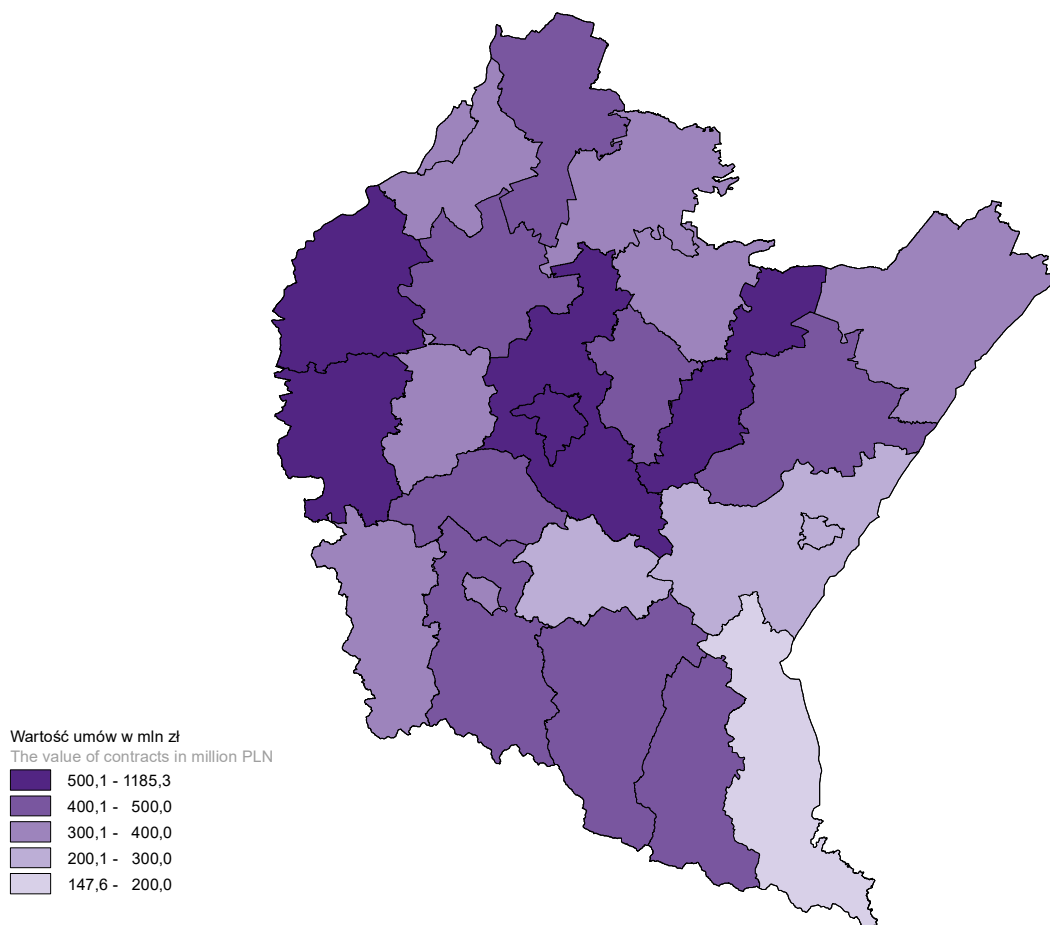 Wartość umów w mln zł
The value of contracts in million PLN
500,1 - 1185,3
400,1 - 500,0
300,1 - 400,0
200,1 - 300,0
147,6 - 200,0